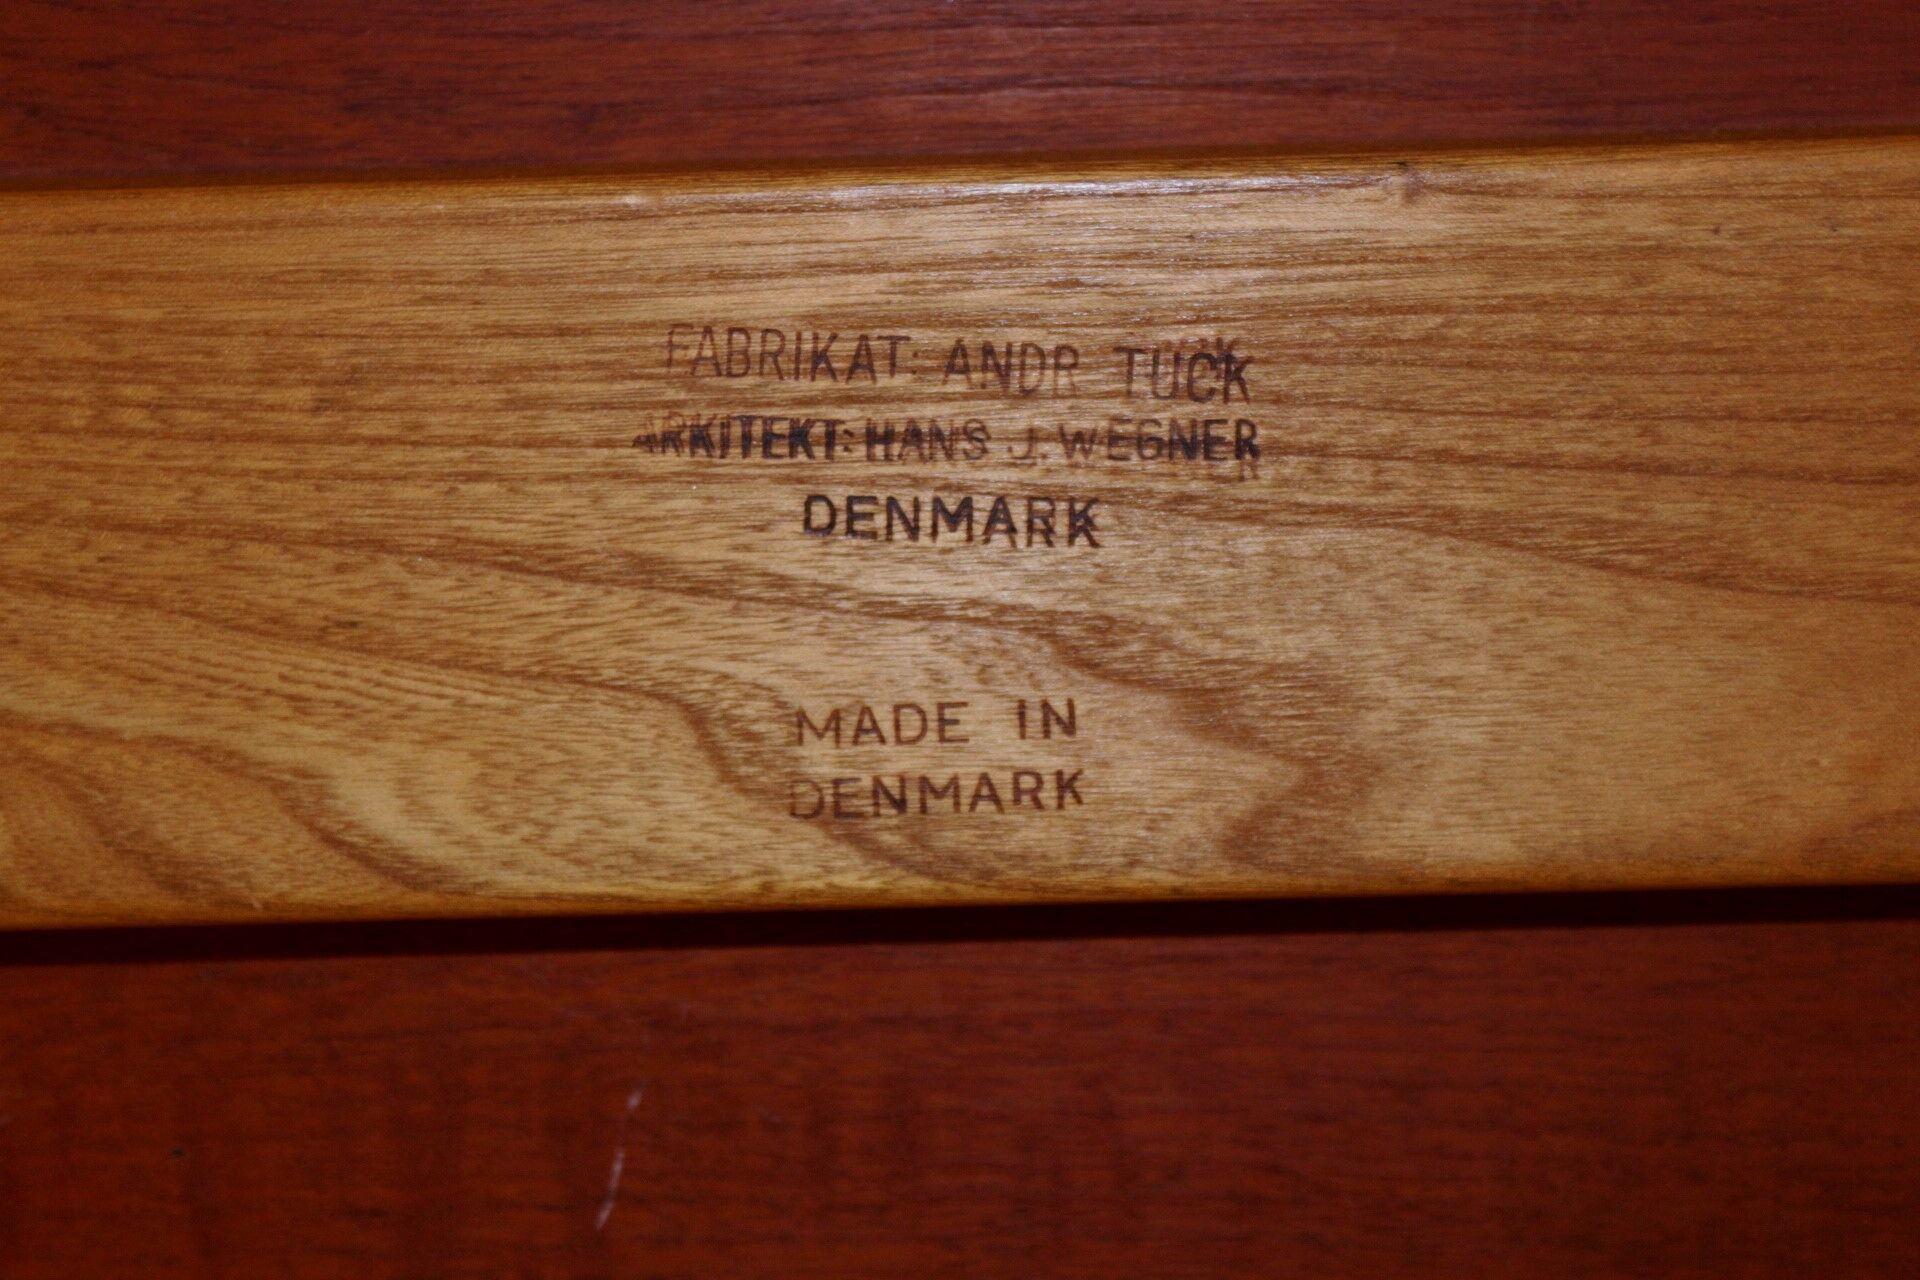 FABRIKAT: ANDR TUCK
ARKITEKT: HANS J. WEGNER
DENMARK
MADE IN
DENMARK